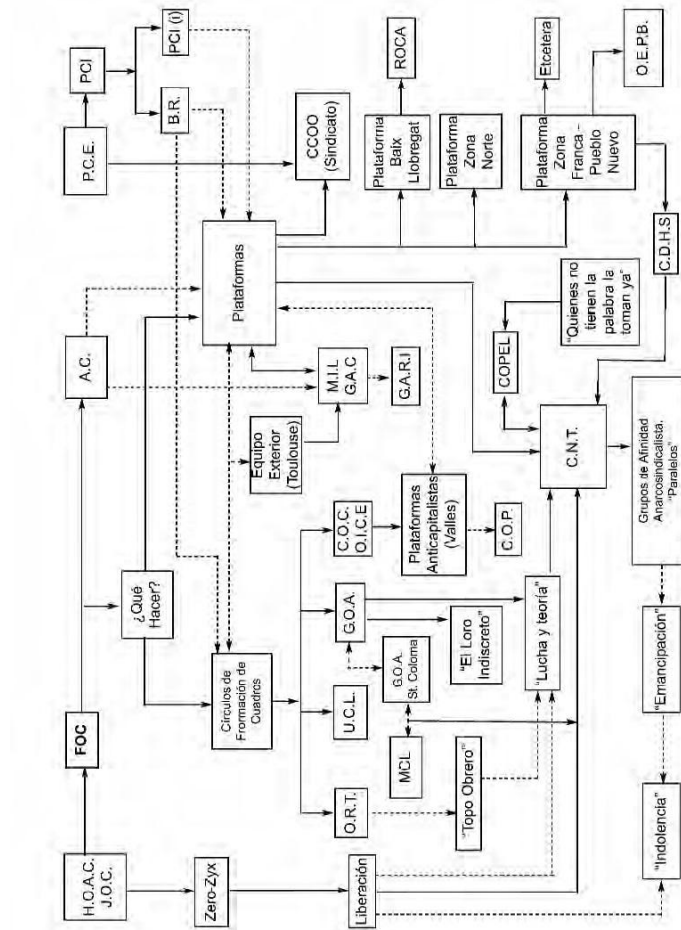 H.O.A.C.
J.O.C.
FOC
A.C.
P.C.E.
PCI
Zero-Zyx
¿Qué
Hacer?
B.R.
PCI (i)
Círculos de
Frormación de
Quadrcs
Equipo
Exterior
(Toulouse)
Plataformas
CCOO
(Sindicato)
Liberación
O.R.T.
U.C.L.
G.O.A.
C.O.C.
O.I.C.E
M.I.L
G.A.C
G.A.R.I
Plataforma
Baix
Llobregat
ROCA
MCL
G.O.A.
St. Coloma
Plataformas
Anticapitalistas
(Valles)
Plataforma
Zona
Norte
"Topo Obrero"
"El Loro
Indiscreto"
C.O.P.
COPEL
"Quienes no
tienen la
palabra la
toman ya"
Plataforma
Zona
Franca -
Pueblo
Nuevo
Etcetera
O.E.P.B.
"Lucha y teoría"
C.N.T.
C.D.H.S
"Indolencia"
"Emancipación"
Grupos de Afinidad
Anarcosindicalista.
"Paralelos"